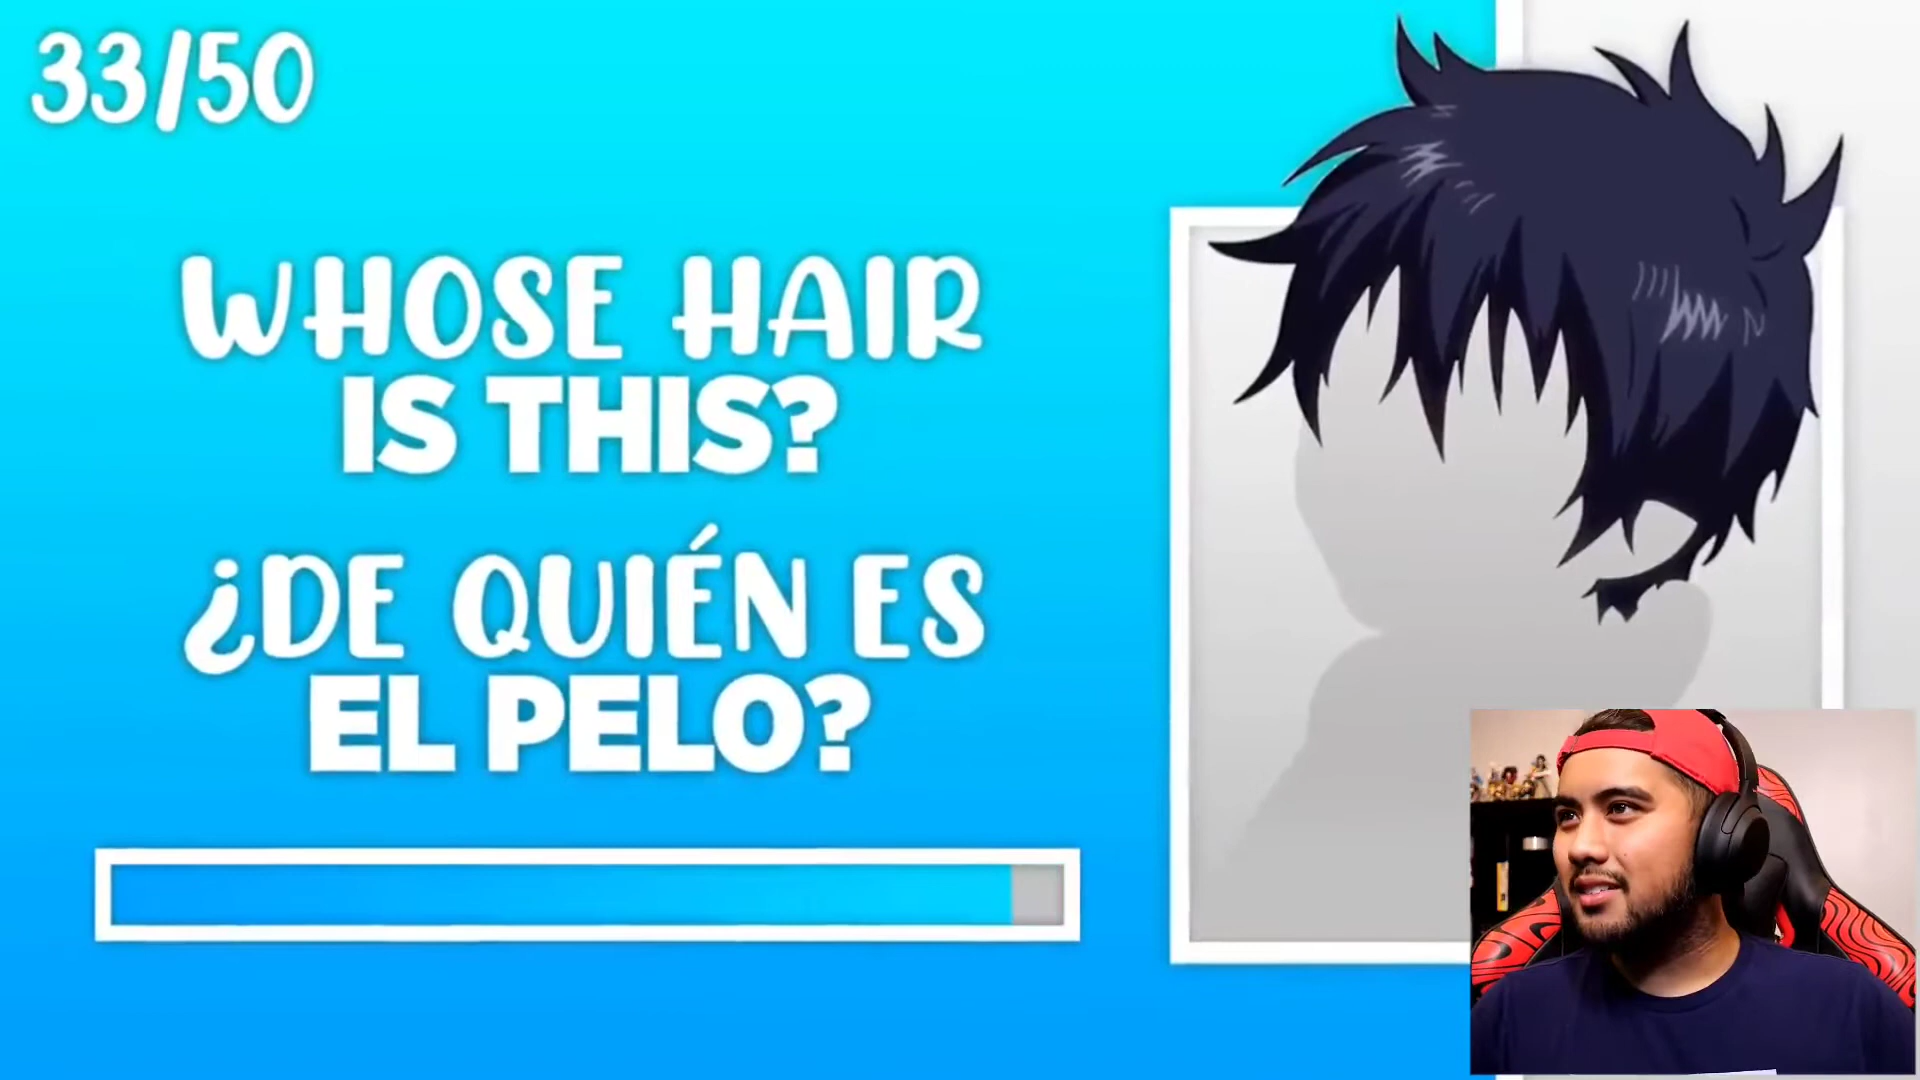 33/50
WHOSE HAIR
IS THIS?
¿DE QUIÉN ES
EL PELO?